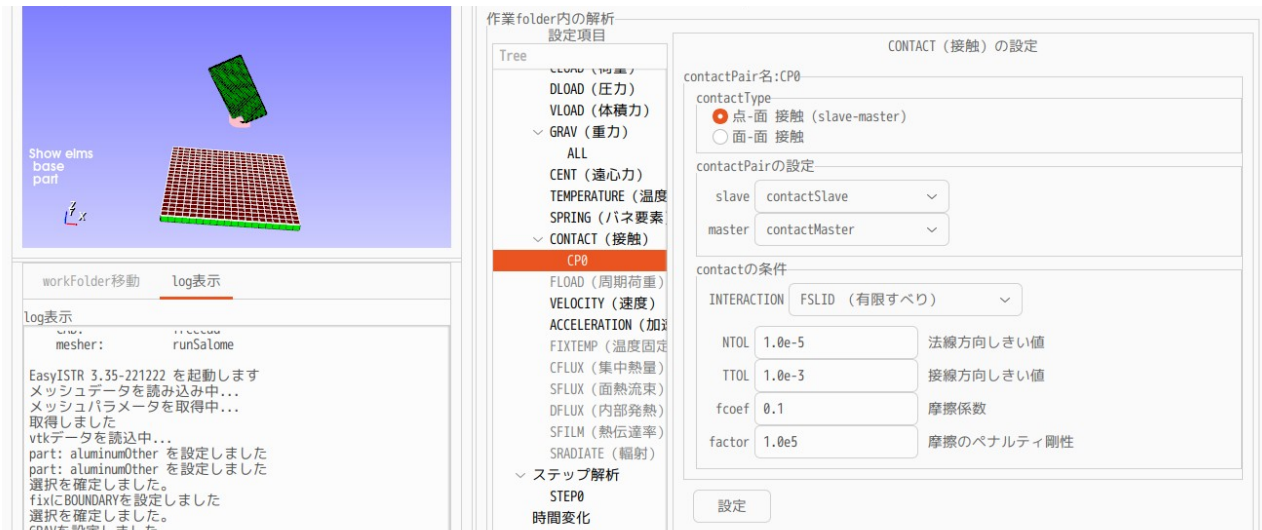 Show elms
base
part
Z
Y
X
workFolder移動
log表示
log表示
mesher: runSalome
EasyISTR 3.35-221222 を起動します
メッシュデータを読み込み中...
メッシュパラメータを取得中...
取得しました
vtkデータを読込中...
part: aluminumOther を設定しました
part: aluminumOther を設定しました
選択を確定しました。
fixにBOUNDARYを設定しました
選択を確定しました。
GRAVを設定しました
作業folder内の解析
設定項目
Tree
CLOAD (荷重)
DLOAD (圧力)
VLOAD (体積力)
GRAV (重力)
ALL
CENT (遠心力)
TEMPERATURE (温度
SPRING (バネ要素
CONTACT (接触)
CP0
FLOAD (周期荷重)
VELOCITY (速度)
ACCELERATION (加速
FIXTEMP (温度固定
CFLUX (集中熱量)
SFLUX (面熱流束)
DFLUX (内部発熱)
SFILM (熱伝達率)
SRADIATE (輻射)
ステップ解析
STEP0
時間変化
CONTACT (接触) の設定
contactPair名:CP0
contactType
点-面 接触 (slave-master)
面-面 接触
contactPairの設定
slave contactSlave
master contactMaster
contactの条件
INTERACTION FSLID (有限すべり)
NTOL 1.0e-5 法線方向しきい値
TTOL 1.0e-3 接線方向しきい値
fcoef 0.1 摩擦係数
factor 1.0e5 摩擦のペナルティ剛性
設定